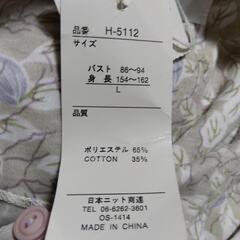 品番 H-5112
サイズ
バスト 86〜94
身長 154〜162
L
品質
ポリエステル 65%
COTTON 35%
日本ニット商連
TEL 06-6262-3601
OS-1414
MADE IN CHINA